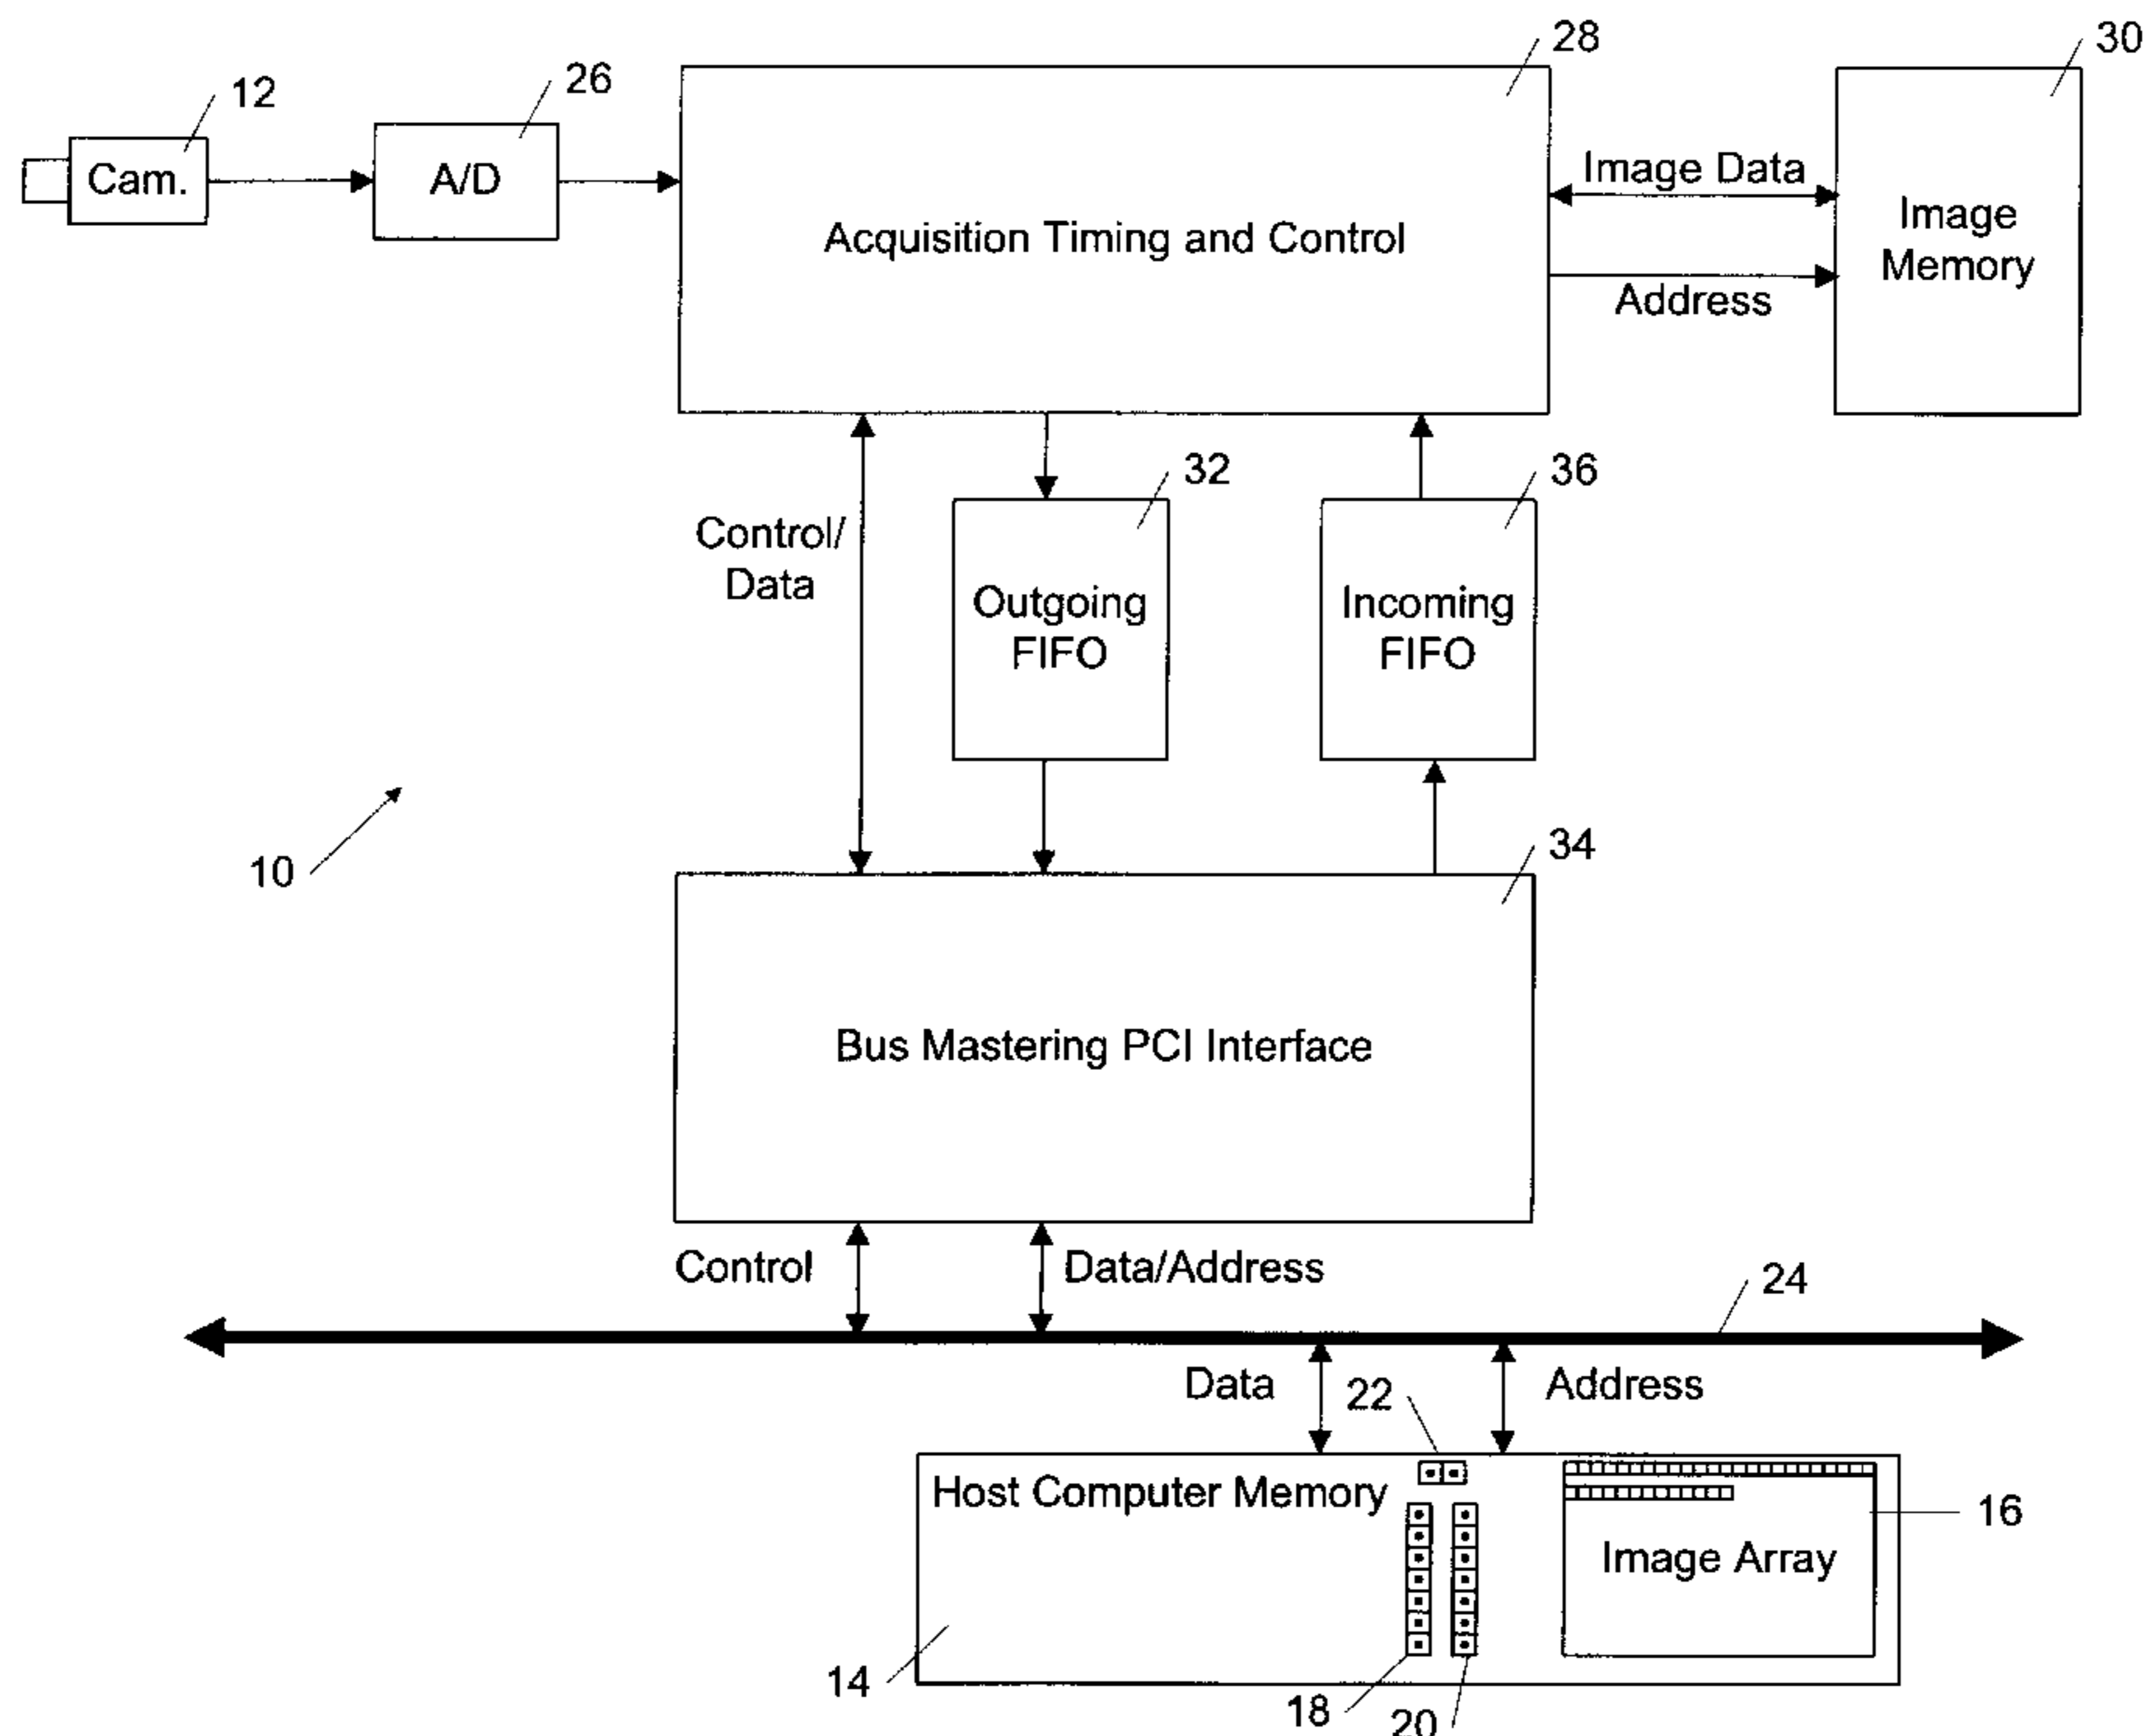 28
30
12
26
Cam.
A/D
Image Data
Image
Memory
Acquisition Timing and Control
Address
32
36
Control/
Data
Outgoing
FIFO
Incoming
FIFO
10
34
Bus Mastering PCI Interface
Control
Data/Address
24
Data
22
Address
Host Computer Memory
16
Image Array
14
18
20